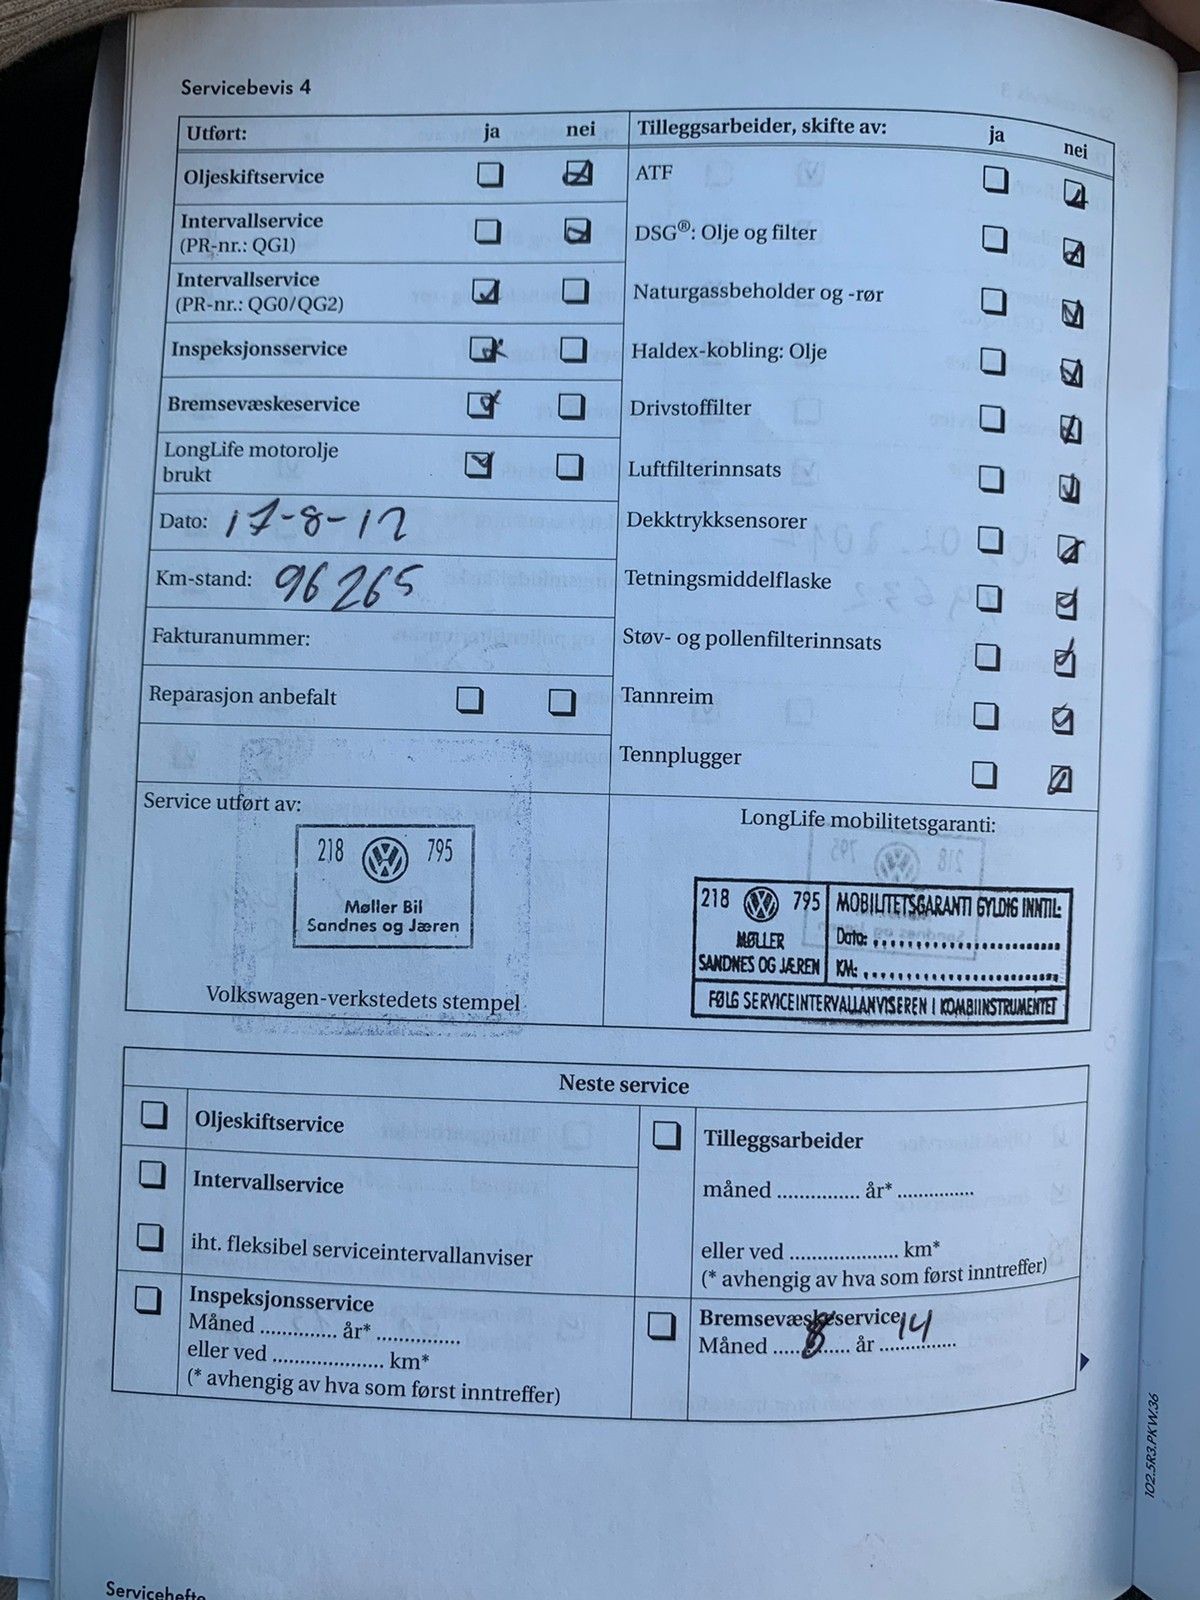 Servicebevis 4
Utført: ja nei
Oljeskiftservice
Intervallservice
(PR-nr.: QG1)
Intervallservice
(PR-nr.: QG0/QG2)
Inspeksjonsservice
Bremsevæskeservice
LongLife motorolje
brukt
Dato: 17-8-12
Km-stand: 96265
Fakturanummer:
Reparasjon anbefalt
Tilleggsarbeider, skifte av: ja nei
ATF
DSG®: Olje og filter
Naturgassbeholder og -rør
Haldex-kobling: Olje
Drivstoffilter
Luftfilterinnsats
Dekktrykksensorer
Tetningsmiddelflaske
Støv- og pollenfilterinnsats
Tannreim
Tennplugger
Service utført av:
218 795
Møller Bil
Sandnes og Jæren
Volkswagen-verkstedets stempel
LongLife mobilitetsgaranti:
218 795
MØLLER
SANDNES OG JÆREN
MOBILITETSGARANTI GYLDIG INNTIL:
Dato: ........................
KM: ........................
FØLG SERVICEINTERVALLANVISEREN I KOMBIINSTRUMENTET
Neste service
Oljeskiftservice
Intervallservice
iht. fleksibel serviceintervallanviser
Inspeksjonsservice
Måned .............. år* ...............
eller ved .................... km*
(* avhengig av hva som først inntreffer)
Tilleggsarbeider
måned ............... år* ..............
eller ved .................... km*
(* avhengig av hva som først inntreffer)
Bremsevæskeservice
Måned 8 år 14
102.5R3.PKW.36
Servicehefte